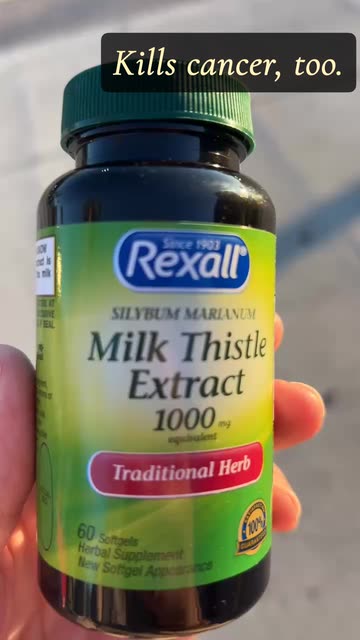 Kills cancer, too.
Since 1903
Rexall®
SILYBUM MARIANUM
Milk Thistle
Extract
1000 mg
equivalent
Traditional Herb
60 Softgels
Herbal Supplement
New Softgel Appearance
100%